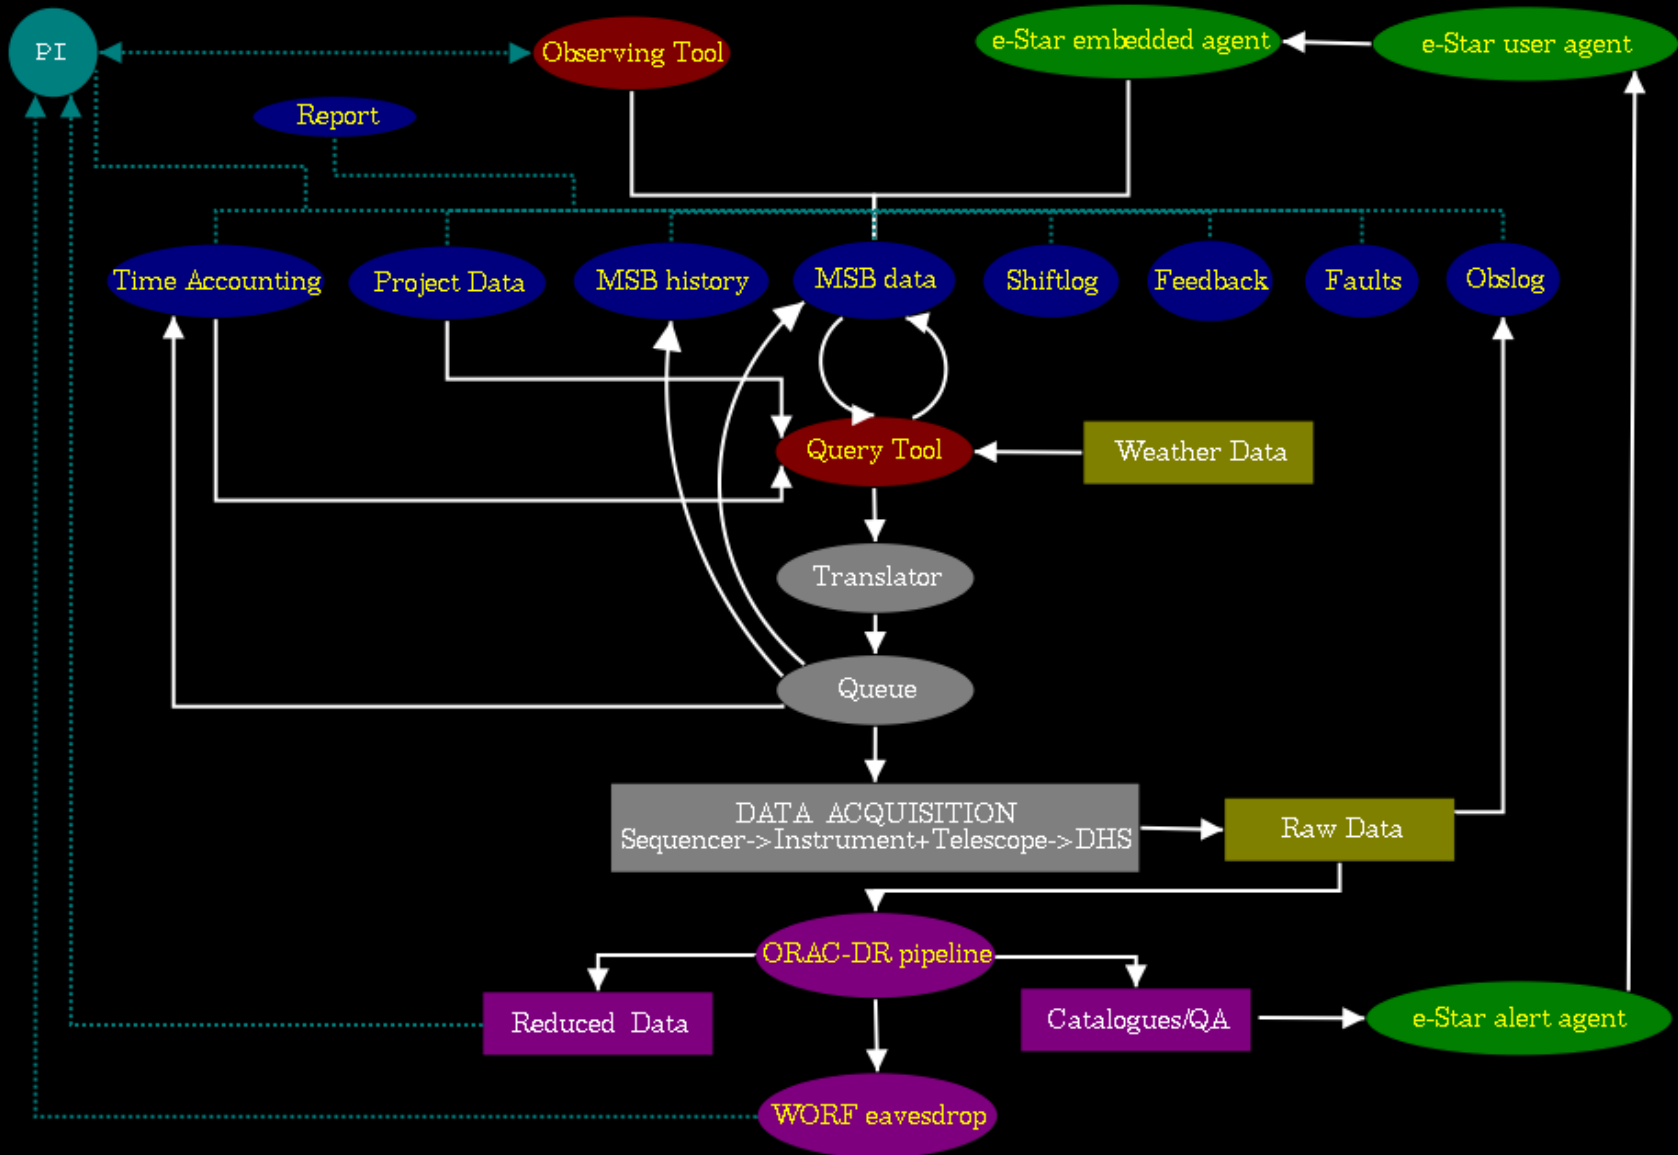 PI
Observing Tool
e-Star embedded agent
e-Star user agent
Report
Time Accounting
Project Data
MSB history
MSB data
Shiftlog
Feedback
Faults
Obslog
Query Tool
Weather Data
Translator
Queue
DATA ACQUISITION
Sequencer->Instrument+Telescope->DHS
Raw Data
ORAC-DR pipeline
Reduced Data
Catalogues/QA
e-Star alert agent
WORF eavesdrop